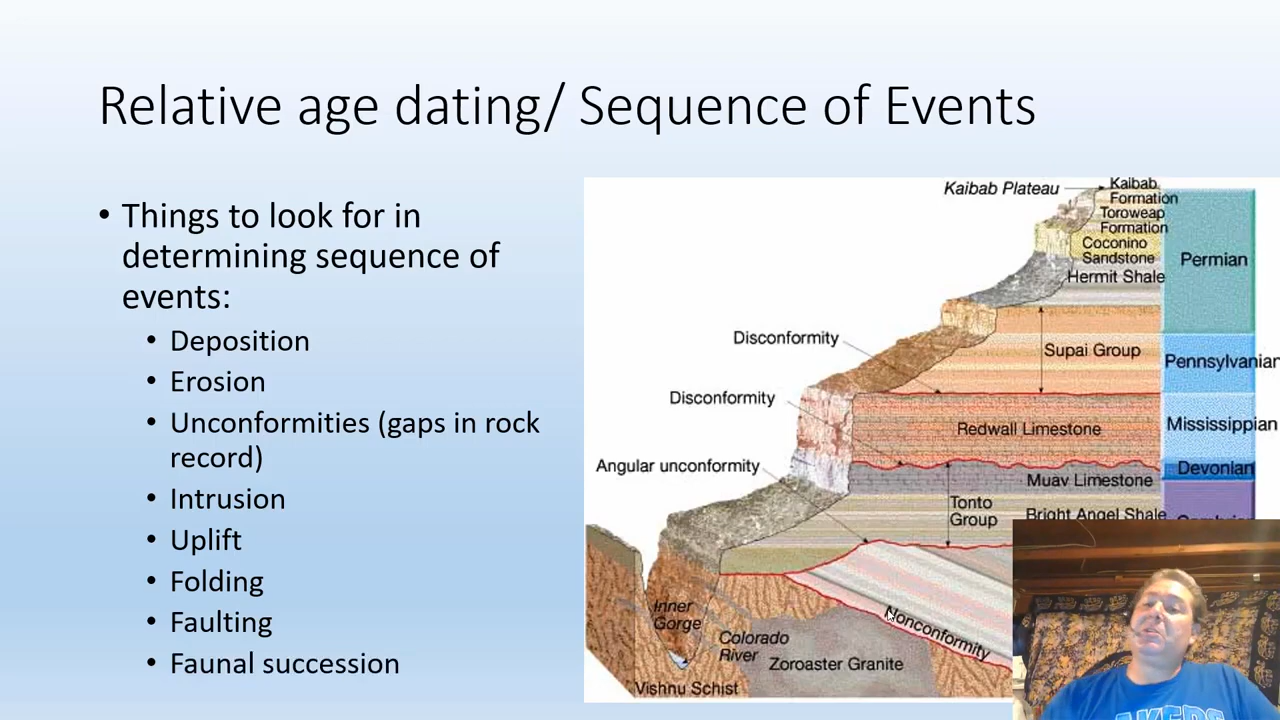 Relative age dating/ Sequence of Events
• Things to look for in
determining sequence of
events:
• Deposition
• Erosion
• Unconformities (gaps in rock
record)
• Intrusion
• Uplift
• Folding
• Faulting
• Faunal succession
Kaibab Plateau
Kaibab
Formation
Toroweap
Formation
Coconino
Sandstone
Hermit Shale
Permian
Disconformity
Supai Group
Pennsylvanian
Disconformity
Redwall Limestone
Mississippian
Angular unconformity
Devonian
Muav Limestone
Tonto
Group
Bright Angel Shale
Nonconformity
Inner
Gorge
Colorado
River
Zoroaster Granite
Vishnu Schist